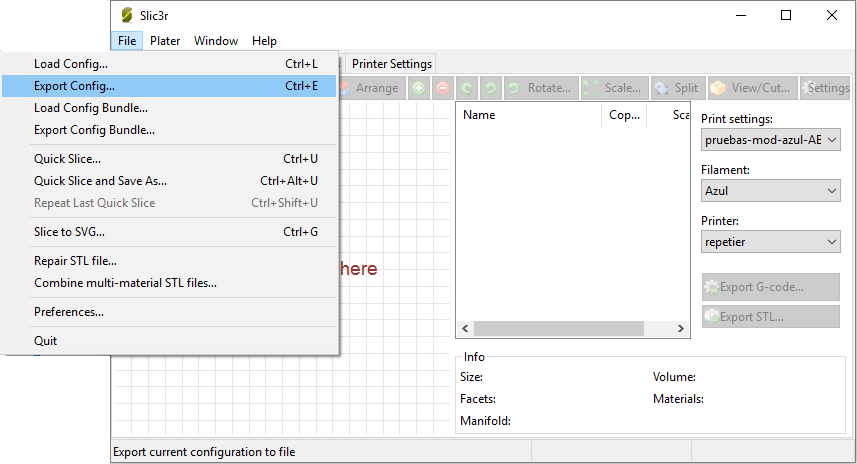 Slic3r
File Plater Window Help
Load Config... Ctrl+L
Export Config... Ctrl+E
Load Config Bundle...
Export Config Bundle...
Quick Slice... Ctrl+U
Quick Slice and Save As... Ctrl+Alt+U
Repeat Last Quick Slice Ctrl+Shift+U
Slice to SVG... Ctrl+G
Repair STL file...
Combine multi-material STL files...
Preferences...
Quit
Printer Settings
Arrange Rotate... Scale... Split View/Cut... Settings
here
Name Cop... Sca
Print settings:
pruebas-mod-azul-AB
Filament:
Azul
Printer:
repetier
Export G-code...
Export STL...
Info
Size: Volume:
Facets: Materials:
Manifold:
Export current configuration to file